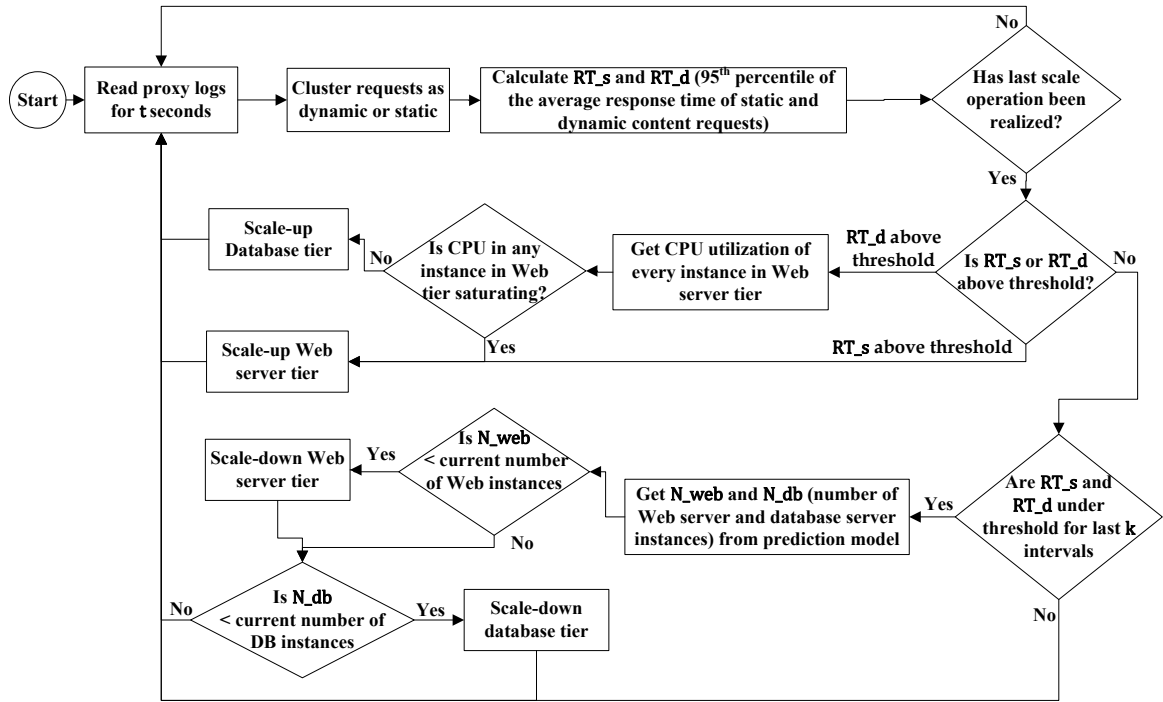 Start
Read proxy logs
for t seconds
Cluster requests as
dynamic or static
Calculate RT_s and RT_d (95th percentile of
the average response time of static and
dynamic content requests)
No
Has last scale
operation been
realized?
Yes
Scale-up
Database tier
No
Is CPU in any
instance in Web
tier saturating?
Get CPU utilization of
every instance in Web
server tier
RT_d above
threshold
Is RT_s or RT_d
above threshold?
No
Scale-up Web
server tier
Yes
RT_s above threshold
Scale-down Web
server tier
Yes
Is N_web
< current number
of Web instances
No
Get N_web and N_db (number of
Web server and database server
instances) from prediction model
Yes
Are RT_s and
RT_d under
threshold for last k
intervals
No
No
Is N_db
< current number of
DB instances
Yes
Scale-down
database tier